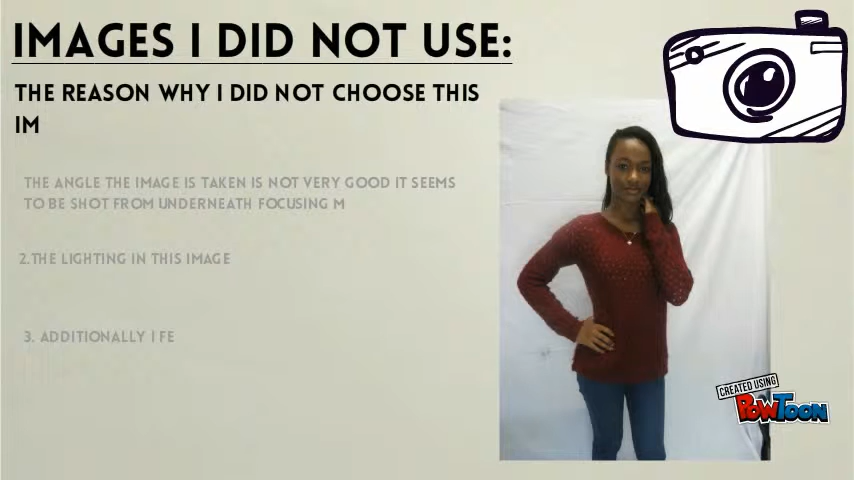 IMAGES I DID NOT USE:
THE REASON WHY I DID NOT CHOOSE THIS
IM
THE ANGLE THE IMAGE IS TAKEN IS NOT VERY GOOD IT SEEMS
TO BE SHOT FROM UNDERNEATH FOCUSING M
2.THE LIGHTING IN THIS IMAGE
3. ADDITIONALLY I FE
CREATED USING
POWTOON